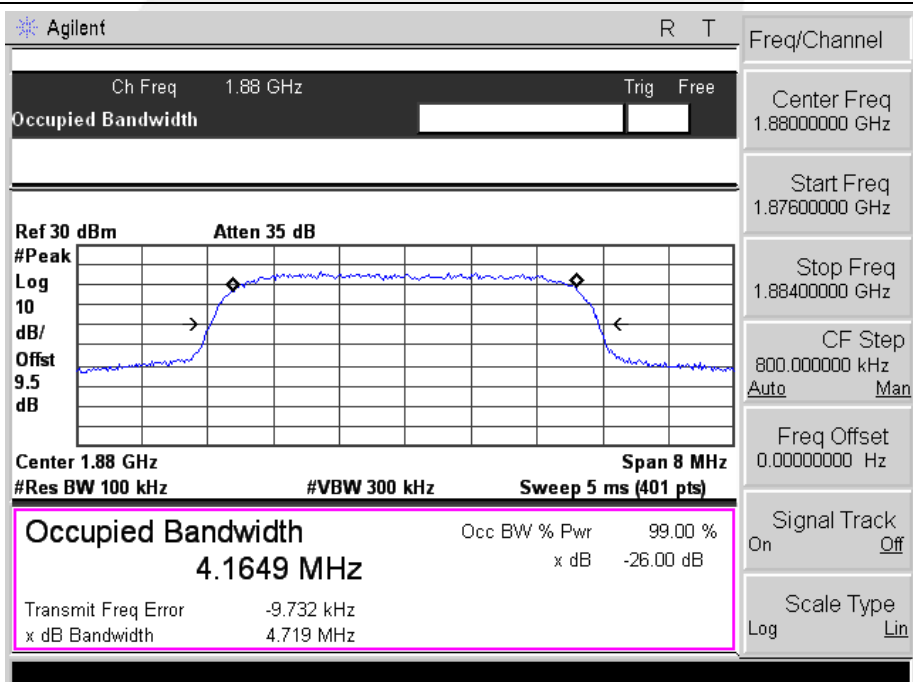 Agilent R T
Freq/Channel
Ch Freq 1.88 GHz Trig Free
Occupied Bandwidth
Center Freq
1.88000000 GHz
Start Freq
1.87600000 GHz
Stop Freq
1.88400000 GHz
CF Step
800.000000 kHz
Auto Man
Freq Offset
0.00000000 Hz
Signal Track
On Off
Scale Type
Log Lin
Ref 30 dBm Atten 35 dB
#Peak
Log
10
dB/
Offst
9.5
dB
Center 1.88 GHz Span 8 MHz
#Res BW 100 kHz #VBW 300 kHz Sweep 5 ms (401 pts)
Occupied Bandwidth Occ BW % Pwr 99.00 %
4.1649 MHz x dB -26.00 dB
Transmit Freq Error -9.732 kHz
x dB Bandwidth 4.719 MHz